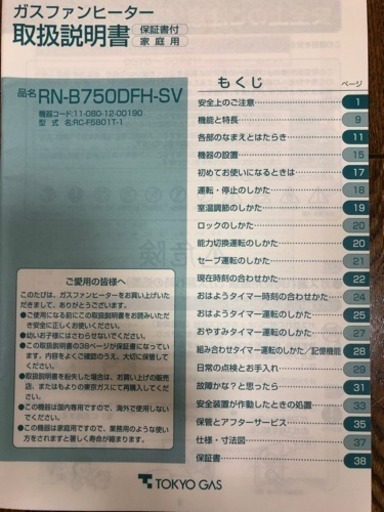 ガスファンヒーター
取扱説明書
保証書付
家庭用
品名 RN-B750DFH-SV
機器コード:11-080-12-00190
型式名:RC-F5801T-1
ご愛用の皆様へ
このたびは、ガスファンヒーターをお買い上げいた
だきまして、ありがとうございます。
●ご使用になる前にこの取扱説明書をお読みいただ
き安全に正しくお使いください。
●幼いお子様にはさわらせないでください。
●この取扱説明書の38ページが保証書になってい
ます。内容をよくご確認のうえ、大切に保管して
ください。
●取扱説明書を紛失した場合は、お買い上げの販売
店、またはもよりの東京ガスにて再購入してくだ
さい。
●この機器は国内専用ですので、海外で使用しない
でください。
●この機器は家庭用ですので、業務用のような使い
方をされますと著しく寿命が縮まります。
もくじ ページ
安全上のご注意 1
機能と特長 9
各部のなまえとはたらき 11
機器の設置 15
初めてお使いになるときは 17
運転・停止のしかた 18
室温調節のしかた 19
ロックのしかた 20
能力切換運転のしかた 20
セーブ運転のしかた 21
現在時刻の合わせかた 22
おはようタイマー時刻の合わせかた 24
おはようタイマー運転のしかた 25
おやすみタイマー運転のしかた 27
組み合わせタイマー運転のしかた/記憶機能 28
日常の点検とお手入れ 29
故障かな?と思ったら 31
安全装置が作動したときの処置 33
保管とアフターサービス 35
仕様・寸法図 37
保証書 38
TOKYO GAS